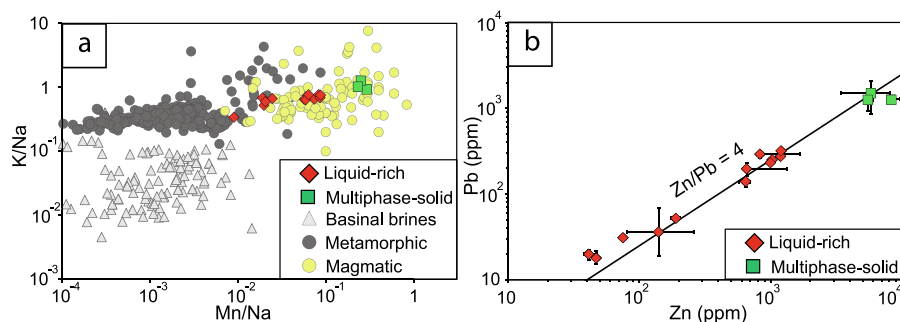 a
10
1
10⁻¹
10⁻²
10⁻³
K/Na
10⁻⁴
10⁻³
10⁻²
10⁻¹
1
Mn/Na
Liquid-rich
Multiphase-solid
Basinal brines
Metamorphic
Magmatic
b
10³
10²
10
Pb (ppm)
Zn/Pb = 4
10
10²
10³
10⁴
Zn (ppm)
Liquid-rich
Multiphase-solid